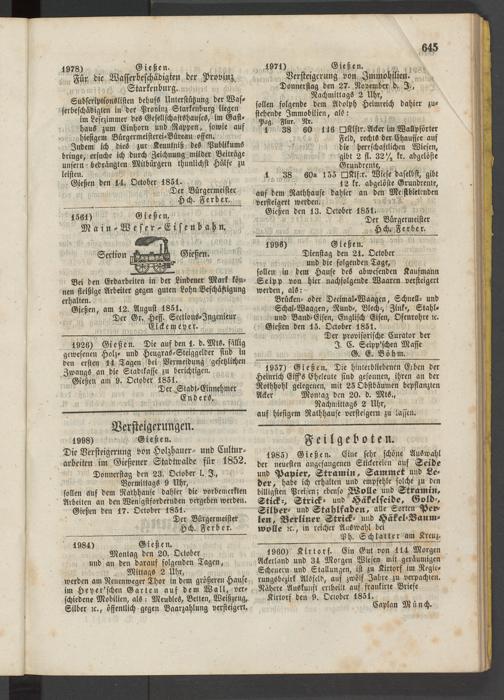 645
1978) Gießen.
Für die Wasserbeschädigten der Provinz
Starkenburg.
Subscriptionslisten behufs Unterstützung der Was-
serbeschädigten in der Provinz Starkenburg liegen
im Lesezimmer des Gesellschaftshauses, im Gast-
haus zum Einhorn und Rappen, sowie auf
hiesigem Bürgermeisterei-Büreau offen.
Indem ich dies zur Kenntniß des Publikums
bringe, ersuche ich durch Zeichnung milder Beiträge
unsern bedrängten Mitbürgern thunlichst Hülfe zu
leisten.
Gießen den 14. October 1851.
Der Bürgermeister
Hch. Ferber.
1561) Gießen.
Main-Weser-Eisenbahn.
Section Gießen.
Bei den Erdarbeiten in der Lindener Mark kön-
nen fleißige Arbeiter gegen guten Lohn Beschäftigung
erhalten.
Gießen, am 12. August 1851.
Der Gr. Hess. Sections-Ingenieur
Eickemeyer.
1926) Gießen. Die auf den 1. d. Mts. fällig
gewesenen Holz- und Heugras-Steiggelder sind in
den ersten 14 Tagen bei Vermeidung gesetzlichen
Zwangs an die Stadtkasse zu berichtigen.
Gießen am 9. October 1851.
Der Stadt-Einnehmer
Enders.
Versteigerungen.
1998) Gießen.
Die Versteigerung von Holzhauer- und Cultur-
arbeiten im Gießener Stadtwalde für 1852.
Donnerstag den 23. October l. J.,
Vormittags 9 Uhr,
sollen auf dem Rathhaus dahier die vorbemerkten
Arbeiten an den Wenigstfordernden vergeben werden.
Gießen den 17. October 1851.
Der Bürgermeister
Hch. Ferber.
1984) Gießen.
Montag den 20. October
und an den darauf folgenden Tagen,
Mittags 2 Uhr,
werden am Neuenweger Thor in dem größeren Hause
im Heyer'schen Garten auf dem Wall, ver-
schiedene Mobilien, als: Meubles, Betten, Weißzeug,
Silber ꝛc., öffentlich gegen Baarzahlung versteigert.
1971) Gießen.
Versteigerung von Immobilien.
Donnerstag den 27. November d. J.,
Nachmittags 2 Uhr,
sollen folgende dem Adolph Heinreich dahier zu-
stehende Immobilien, als:
Pag. Flur. Nr.
1 38 60 116 □Klftr. Acker im Wallpförter
Feld, rechts der Chaussee auf
die herrschaftlichen Wiesen,
gibt 2 fl. 32¼ kr. abgelöste
Grundrente,
1 38 60a 155 □Klftr. Wiese daselbst, gibt
12 kr. abgelöste Grundrente,
auf dem Rathhaus dahier an den Meistbietenden
versteigert werden.
Gießen den 13. October 1851.
Der Bürgermeister
Hch. Ferber.
1996) Gießen.
Dienstag den 21. October
und die folgenden Tage,
sollen in dem Hause des abwesenden Kaufmann
Seipp von hier nachfolgende Waaren versteigert
werden, als:
Brücken- oder Decimal-Waagen, Schnell- und
Schal-Waagen, Rund-, Blech-, Zink-, Stahl-
und Band-Eisen, Englisch Eisen, Ofenrohre ꝛc.
Gießen den 15. October 1851.
Der provisorische Curator der
J. C. Seipp'schen Masse
G. E. Böhm.
1957) Gießen. Die hinterbliebenen Erben der
Heinrich Eiff's Eheleute sind gesonnen, ihren an der
Rothhohl gelegenen, mit 25 Obstbäumen bepflanzten
Acker Montag den 20. d. Mts.,
Nachmittags 2 Uhr,
auf hiesigem Rathhause versteigern zu lassen.
Feilgeboten.
1985) Gießen. Eine sehr schöne Auswahl
der neuesten angefangenen Stickereien auf Seide
und Papier, Stramin, Sammet und Le-
der, habe ich erhalten und empfehle solche zu den
billigsten Preisen; ebenso Wolle und Stramin,
Stick-, Strick- und Häkelseide, Gold-,
Silber- und Stahlfaden, alle Sorten Per-
len, Berliner Strick- und Häkel-Baum-
wolle ꝛc., in reicher Auswahl bei
Ph. Schlatter am Kreuz.
1960) Kirtorf. Ein Gut von 114 Morgen
Ackerland und 34 Morgen Wiesen mit geräumigen
Scheuern und Stallungen, ist zu Kirtorf im Regie-
rungsbezirk Alsfeld, auf zwölf Jahre zu verpachten.
Nähere Auskunft ertheilt auf frankirte Briefe
Kirtorf den 9. October 1851.
Caplan Münch.